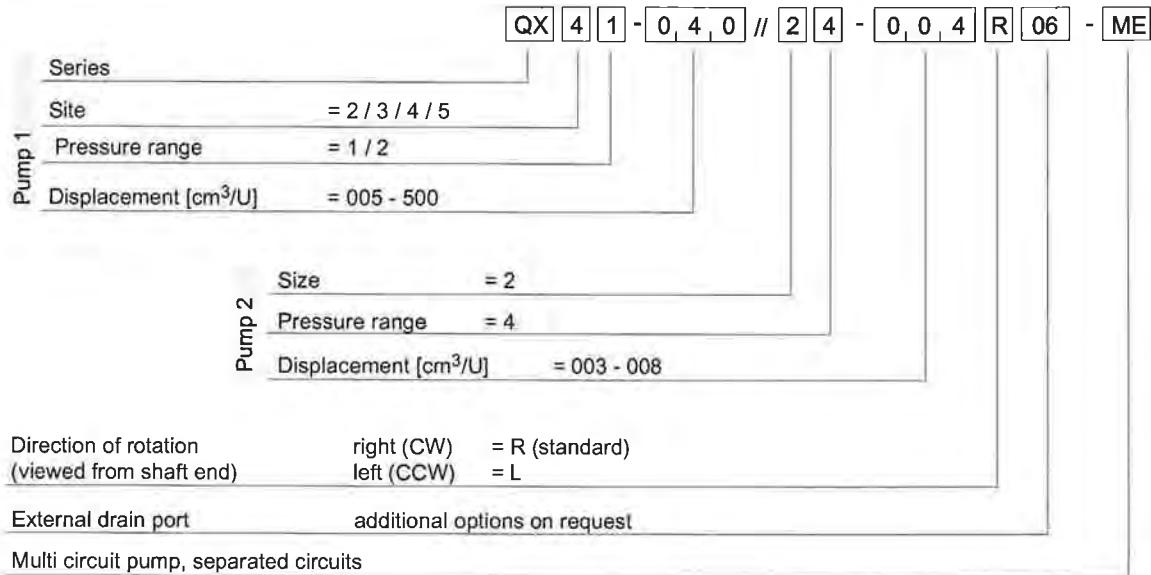 QX 4 1 - 0 4 0 // 2 4 - 0 0 4 R 06 - ME
Pump 1
Series
Site = 2 / 3 / 4 / 5
Pressure range = 1 / 2
Displacement [cm³/U] = 005 - 500
Pump 2
Size = 2
Pressure range = 4
Displacement [cm³/U] = 003 - 008
Direction of rotation right (CW) = R (standard)
(viewed from shaft end) left (CCW) = L
External drain port additional options on request
Multi circuit pump, separated circuits